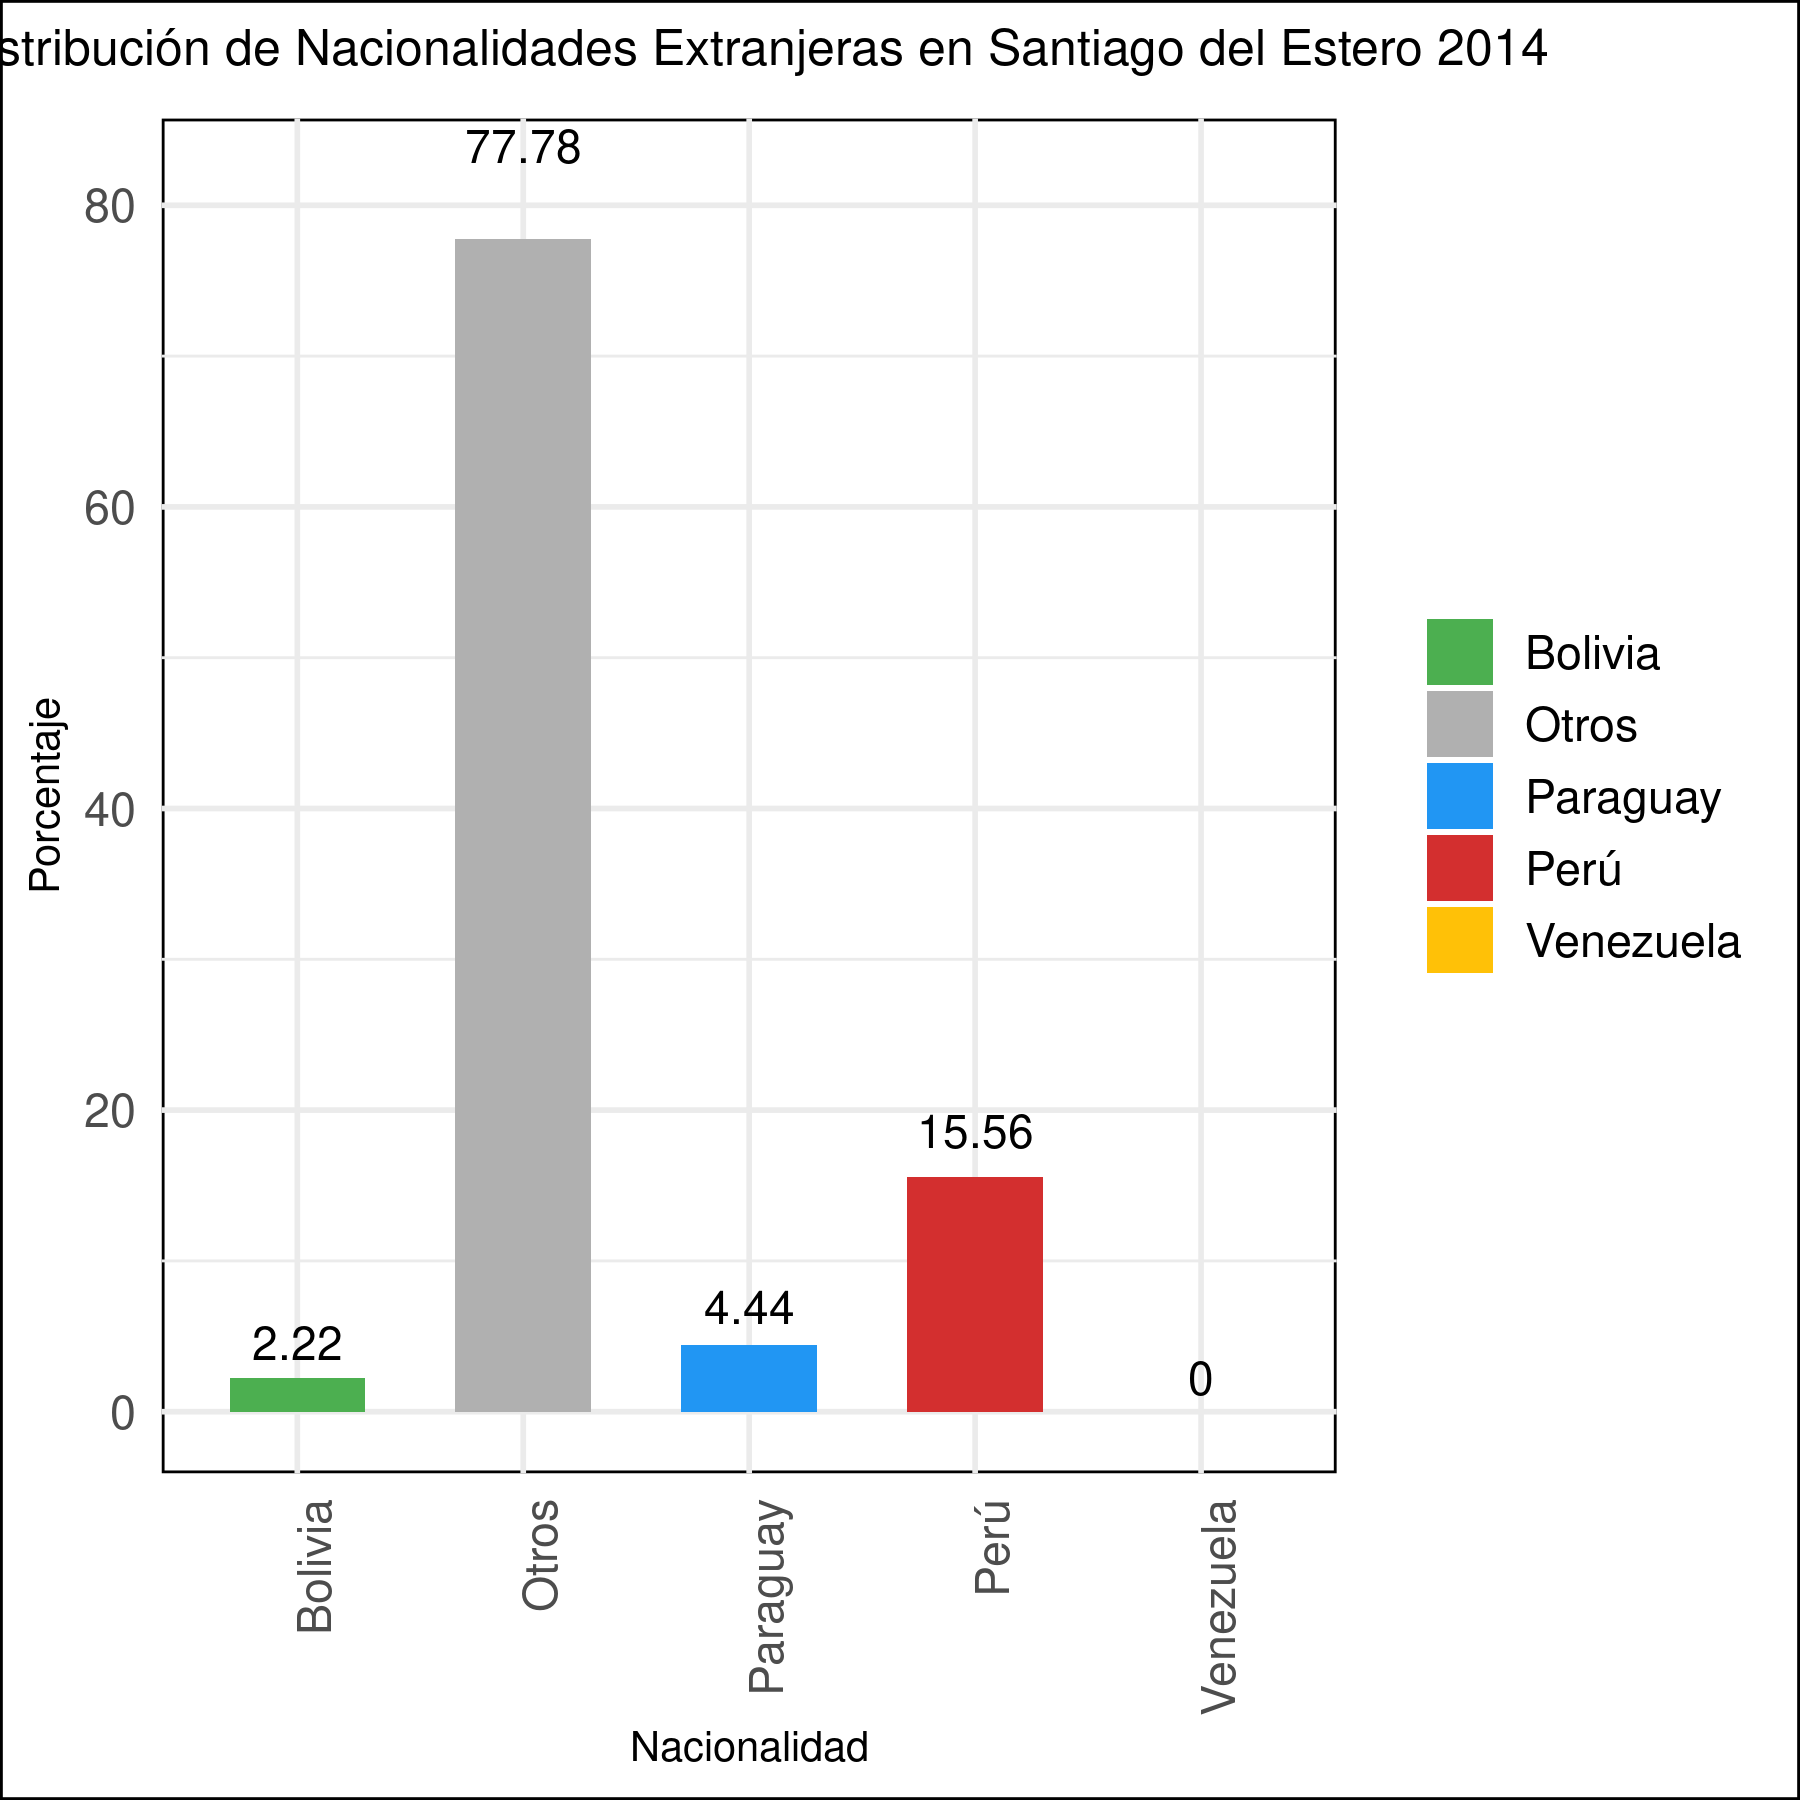 stribución de Nacionalidades Extranjeras en Santiago del Estero 2014
77.78
80
60
40
20
0
15.56
4.44
2.22
0
Porcentaje
Bolivia
Otros
Paraguay
Perú
Venezuela
Nacionalidad
Bolivia
Otros
Paraguay
Perú
Venezuela